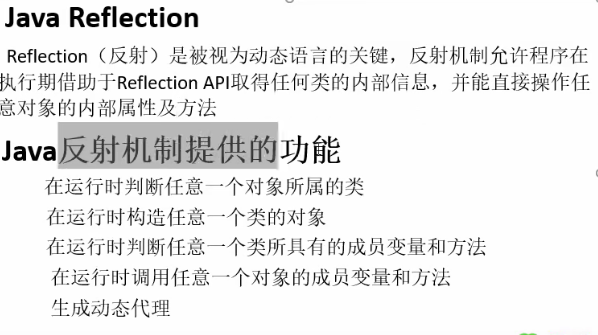 Java Reflection
Reflection（反射）是被视为动态语言的关键，反射机制允许程序在
执行期借助于Reflection API取得任何类的内部信息，并能直接操作任
意对象的内部属性及方法
Java反射机制提供的功能
在运行时判断任意一个对象所属的类
在运行时构造任意一个类的对象
在运行时判断任意一个类所具有的成员变量和方法
在运行时调用任意一个对象的成员变量和方法
生成动态代理